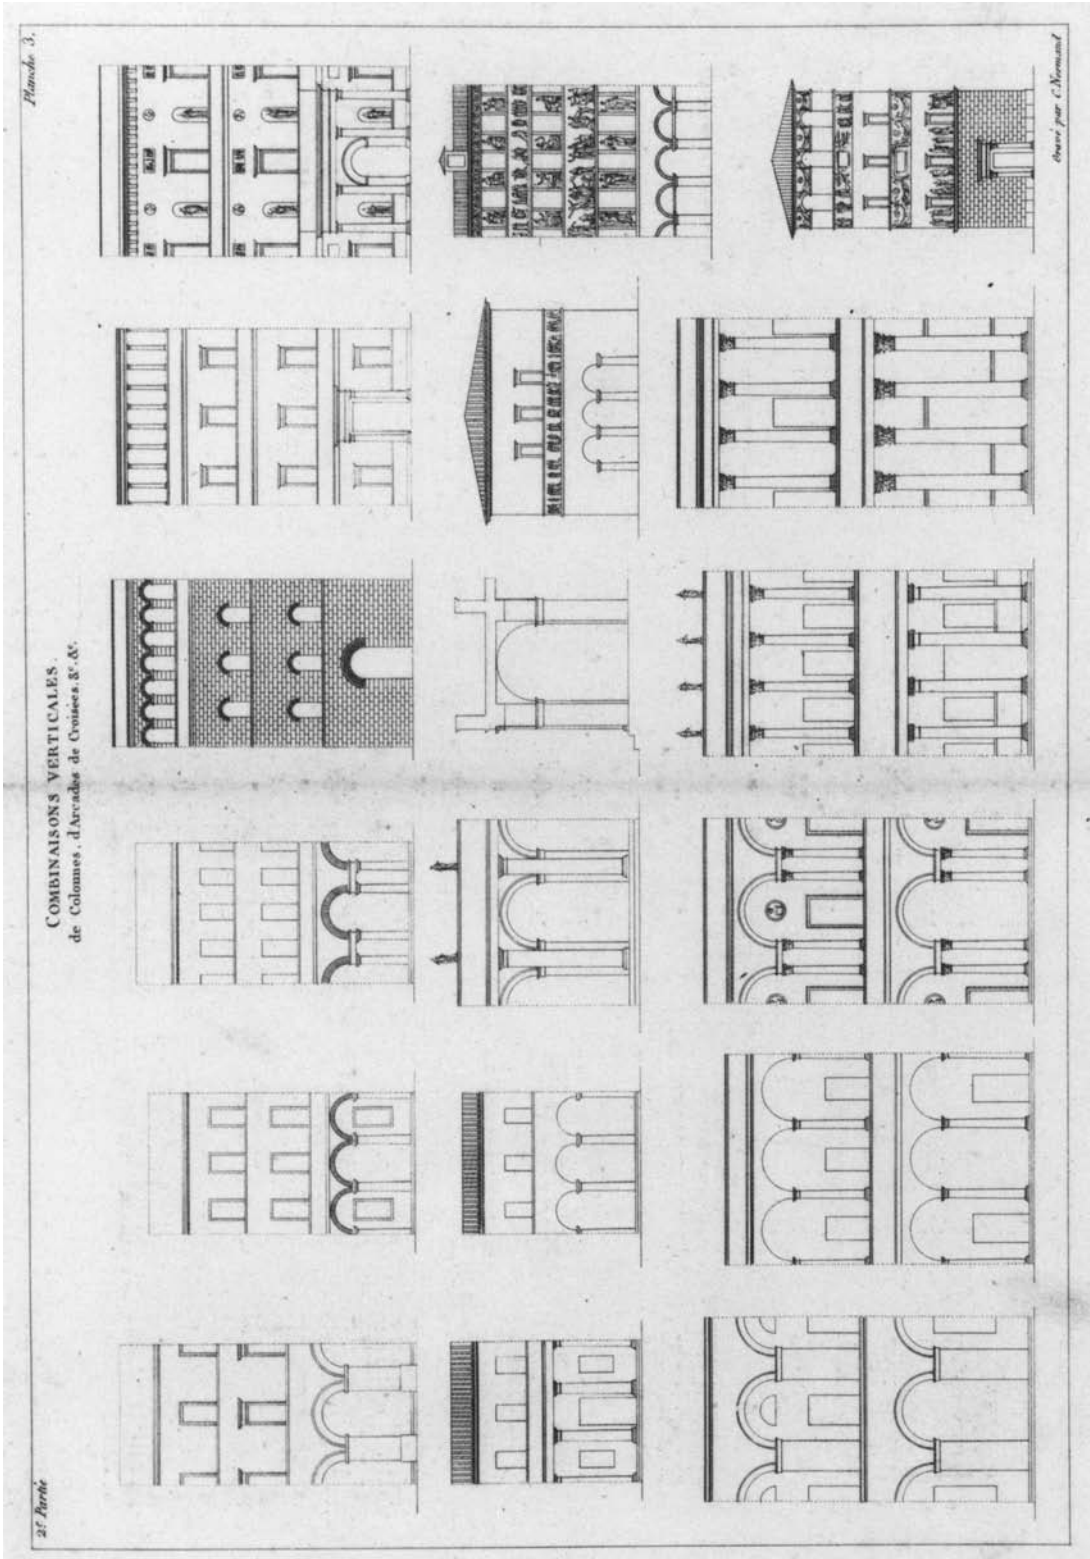 2e. Partie
Planche 3.
COMBINAISONS VERTICALES.
de Colonnes, d'Arcades de Croisées, &c. &c.
Gravé par C. Normand